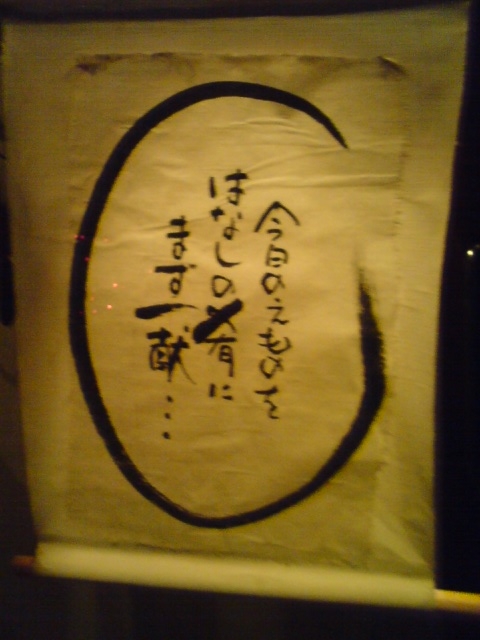 今日のえものを
はなしの肴に
まず一献…